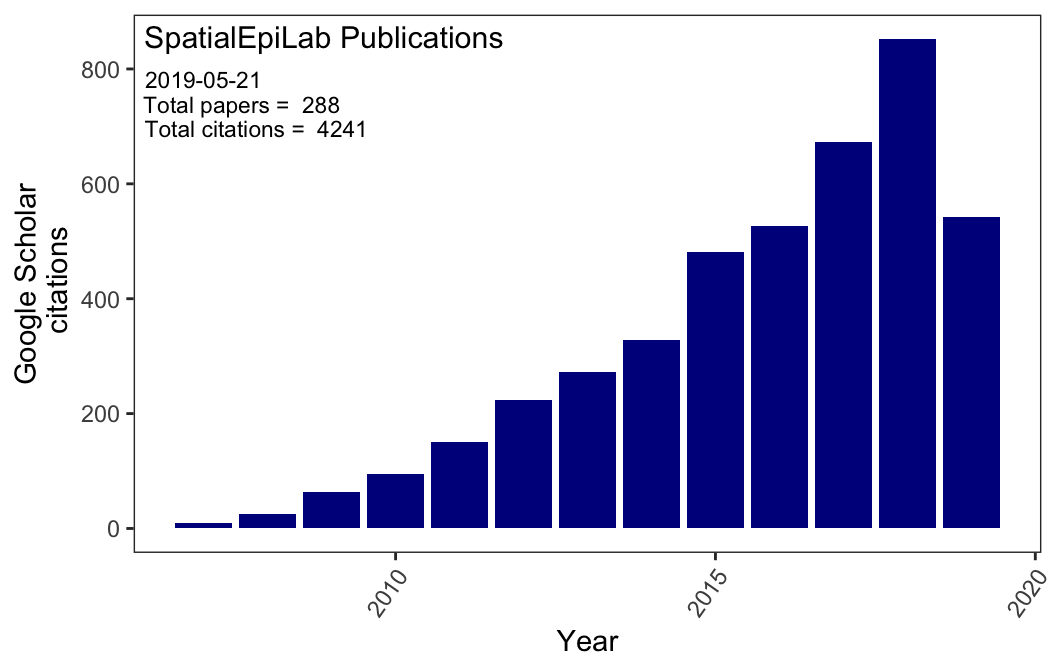 SpatialEpiLab Publications
2019-05-21
Total papers = 288
Total citations = 4241
Google Scholar
citations
800
600
400
200
0
2010
2015
2020
Year